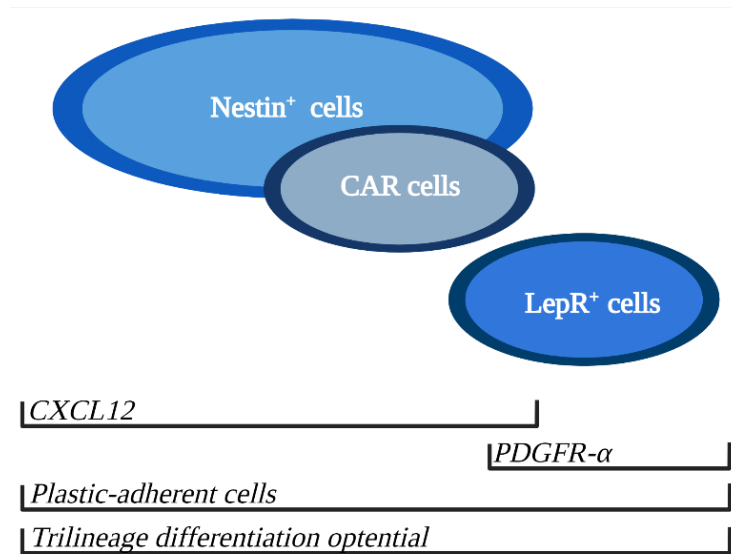 Nestin⁺ cells
CAR cells
LepR⁺ cells
CXCL12
PDGFR-α
Plastic-adherent cells
Trilineage differentiation optential